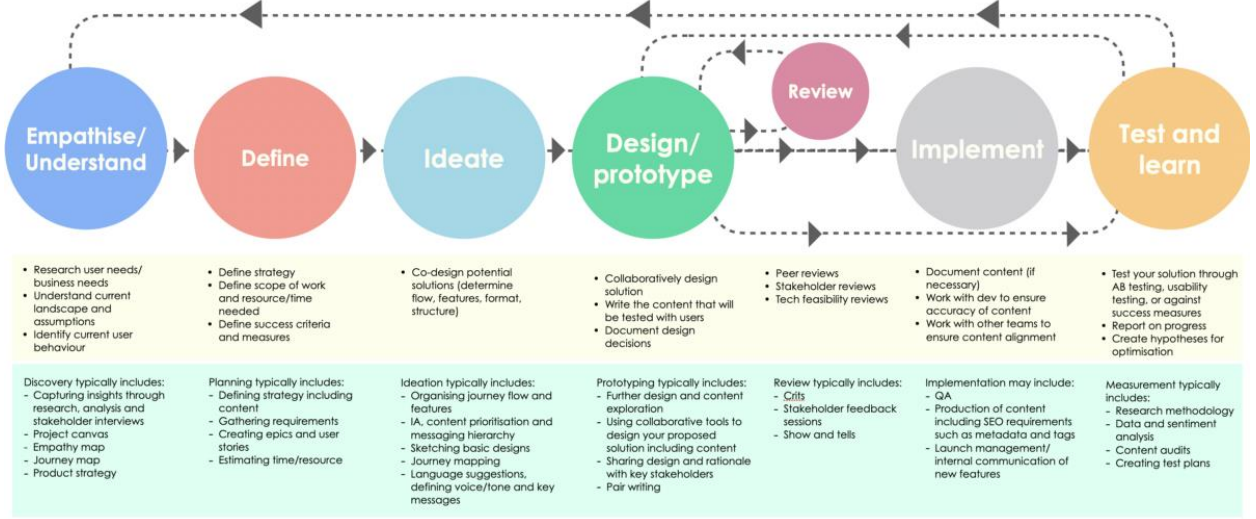 Empathise/
Understand
Define
Ideate
Design/
prototype
Review
Implement
Test and
learn
• Research user needs/
business needs
• Understand current
landscape and
assumptions
• Identify current user
behaviour
• Define strategy
• Define scope of work
and resource/time
needed
• Define success criteria
and measures
• Co-design potential
solutions (determine
flow, features, format,
structure)
• Collaboratively design
solution
• Write the content that will
be tested with users
• Document design
decisions
• Peer reviews
• Stakeholder reviews
• Tech feasibility reviews
• Document content (if
necessary)
• Work with dev to ensure
accuracy of content
• Work with other teams to
ensure content alignment
• Test your solution through
AB testing, usability
testing, or against
success measures
• Report on progress
• Create hypotheses for
optimisation
Discovery typically includes:
- Capturing insights through
research, analysis and
stakeholder interviews
- Project canvas
- Empathy map
- Journey map
- Product strategy
Planning typically includes:
- Defining strategy including
content
- Gathering requirements
- Creating epics and user
stories
- Estimating time/resource
Ideation typically includes:
- Organising journey flow and
features
- IA, content prioritisation and
messaging hierarchy
- Sketching basic designs
- Journey mapping
- Language suggestions,
defining voice/tone and key
messages
Prototyping typically includes:
- Further design and content
exploration
- Using collaborative tools to
design your proposed
solution including content
- Sharing design and rationale
with key stakeholders
- Pair writing
Review typically includes:
- Crits
- Stakeholder feedback
sessions
- Show and tells
Implementation may include:
- QA
- Production of content
including SEO requirements
such as metadata and tags
- Launch management/
internal communication of
new features
Measurement typically
includes:
- Research methodology
- Data and sentiment
analysis
- Content audits
- Creating test plans